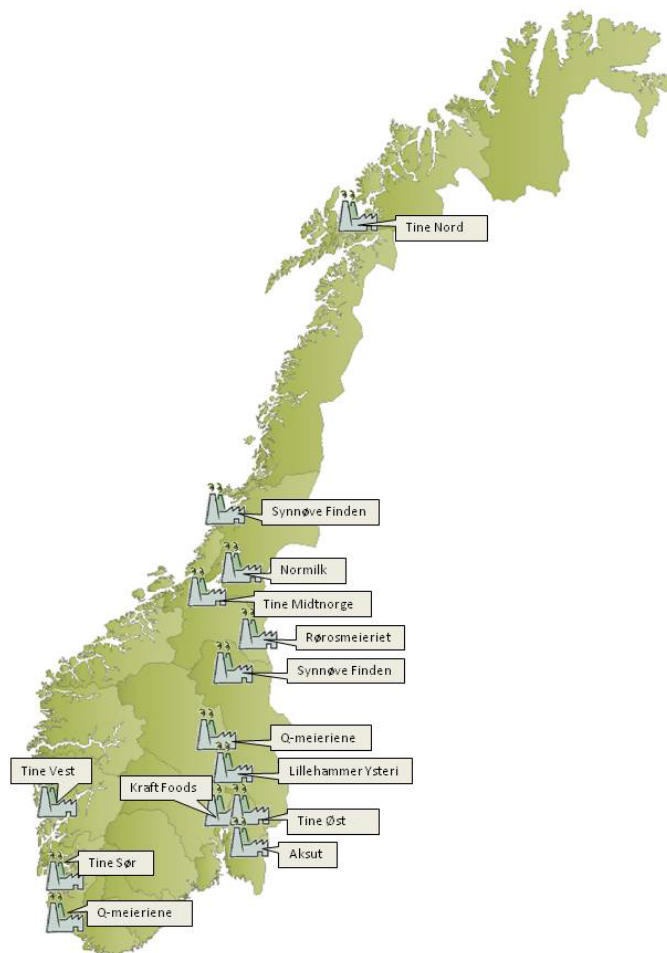 Tine Nord
Synnøve Finden
Normilk
Tine Midtnorge
Rørosmeieriet
Synnøve Finden
Q-meieriene
Tine Vest
Lillehammer Ysteri
Kraft Foods
Tine Øst
Aksut
Tine Sør
Q-meieriene